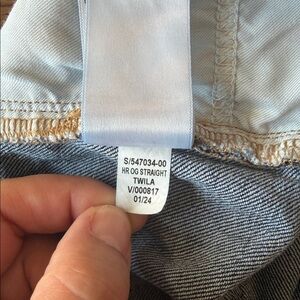 S/547034-00
HR OG STRAIGHT
TWILA
V/000817
01/24